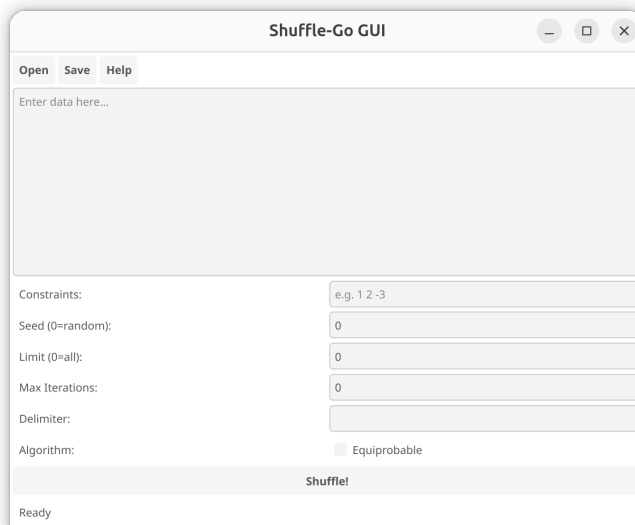 Shuffle-Go GUI
Open Save Help
Enter data here...
Constraints: e.g. 1 2 -3
Seed (0=random): 0
Limit (0=all): 0
Max Iterations: 0
Delimiter:
Algorithm: Equiprobable
Shuffle!
Ready